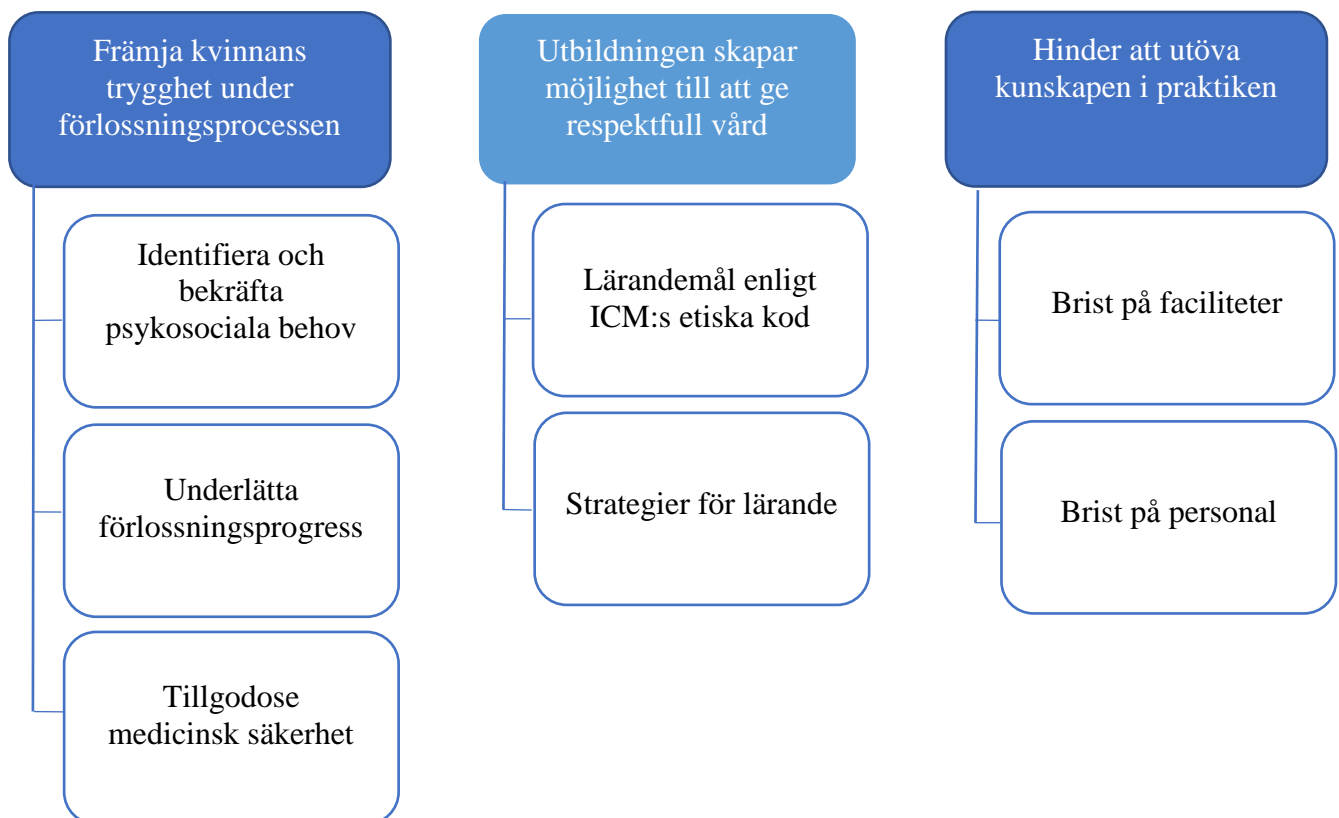 Främja kvinnans
trygghet under
förlossningsprocessen
Identifiera och
bekräfta
psykosociala behov
Underlätta
förlossningsprogress
Tillgodose
medicinsk säkerhet
Utbildningen skapar
möjlighet till att ge
respektfull vård
Lärandemål enligt
ICM:s etiska kod
Strategier för lärande
Hinder att utöva
kunskapen i praktiken
Brist på faciliteter
Brist på personal